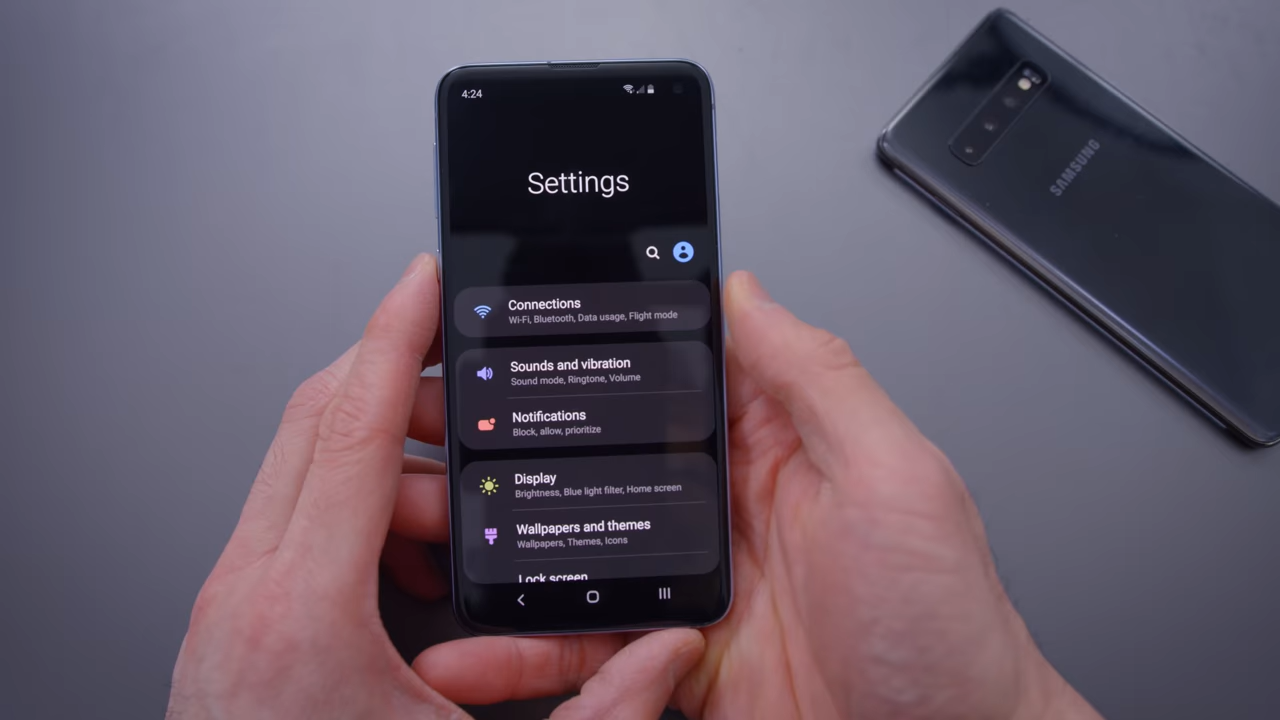 4:24
Settings
Connections
Wi-Fi, Bluetooth, Data usage, Flight mode
Sounds and vibration
Sound mode, Ringtone, Volume
Notifications
Block, allow, prioritize
Display
Brightness, Blue light filter, Home screen
Wallpapers and themes
Wallpapers, Themes, Icons
Lock screen
SAMSUNG